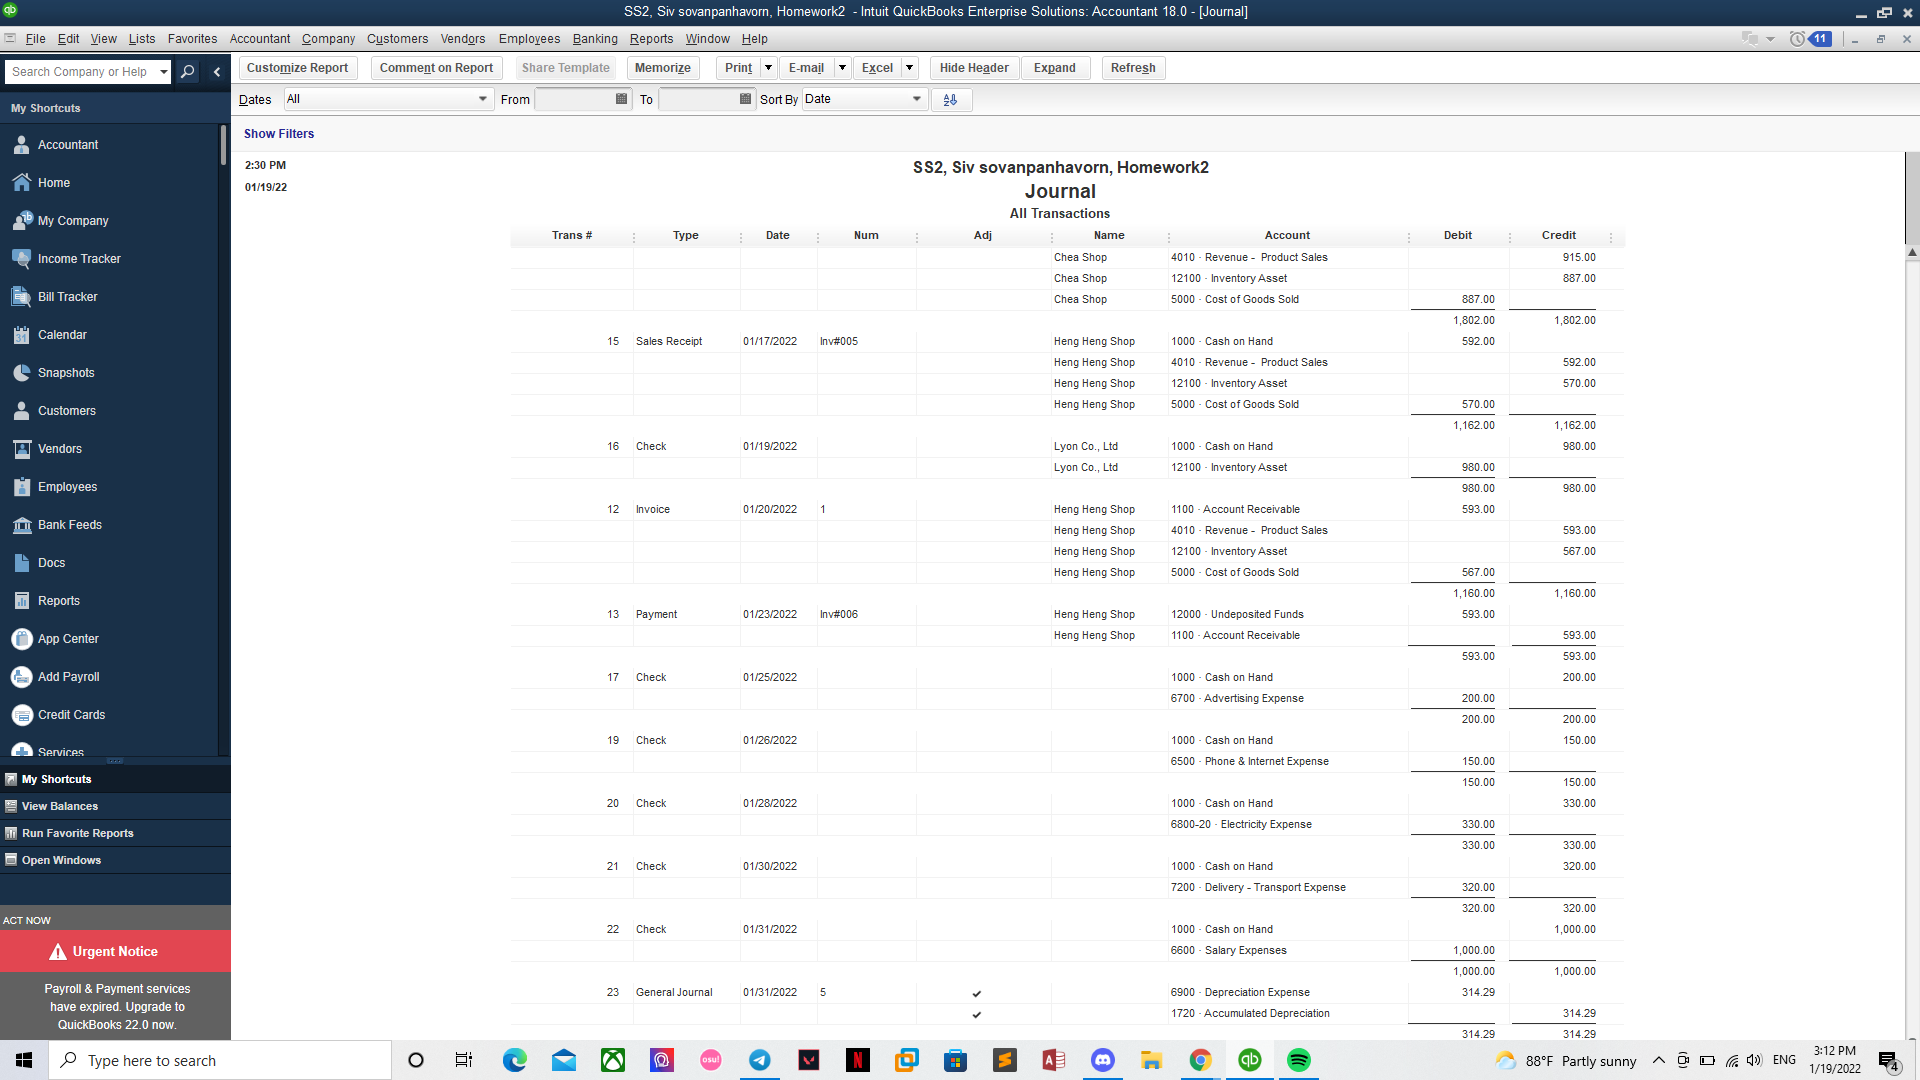 SS2, Siv sovanpanhavorn, Homework2 - Intuit QuickBooks Enterprise Solutions: Accountant 18.0 - [Journal]
File Edit View Lists Favorites Accountant Company Customers Vendors Employees Banking Reports Window Help 11
Search Company or Help
Customize Report Comment on Report Share Template Memorize Print E-mail Excel Hide Header Expand Refresh
Dates All From To Sort By Date
Show Filters
My Shortcuts
Accountant
Home
My Company
Income Tracker
Bill Tracker
Calendar
Snapshots
Customers
Vendors
Employees
Bank Feeds
Docs
Reports
App Center
Add Payroll
Credit Cards
Services
My Shortcuts
View Balances
Run Favorite Reports
Open Windows
ACT NOW
Urgent Notice
Payroll & Payment services
have expired. Upgrade to
QuickBooks 22.0 now.
2:30 PM
01/19/22
SS2, Siv sovanpanhavorn, Homework2
Journal
All Transactions
Trans # Type Date Num Adj Name Account Debit Credit
Chea Shop 4010 · Revenue - Product Sales 915.00
Chea Shop 12100 · Inventory Asset 887.00
Chea Shop 5000 · Cost of Goods Sold 887.00
1,802.00 1,802.00
15 Sales Receipt 01/17/2022 Inv#005 Heng Heng Shop 1000 · Cash on Hand 592.00
Heng Heng Shop 4010 · Revenue - Product Sales 592.00
Heng Heng Shop 12100 · Inventory Asset 570.00
Heng Heng Shop 5000 · Cost of Goods Sold 570.00
1,162.00 1,162.00
16 Check 01/19/2022 Lyon Co., Ltd 1000 · Cash on Hand 980.00
Lyon Co., Ltd 12100 · Inventory Asset 980.00
980.00 980.00
12 Invoice 01/20/2022 1 Heng Heng Shop 1100 · Account Receivable 593.00
Heng Heng Shop 4010 · Revenue - Product Sales 593.00
Heng Heng Shop 12100 · Inventory Asset 567.00
Heng Heng Shop 5000 · Cost of Goods Sold 567.00
1,160.00 1,160.00
13 Payment 01/23/2022 Inv#006 Heng Heng Shop 12000 · Undeposited Funds 593.00
Heng Heng Shop 1100 · Account Receivable 593.00
593.00 593.00
17 Check 01/25/2022 1000 · Cash on Hand 200.00
6700 · Advertising Expense 200.00
200.00 200.00
19 Check 01/26/2022 1000 · Cash on Hand 150.00
6500 · Phone & Internet Expense 150.00
150.00 150.00
20 Check 01/28/2022 1000 · Cash on Hand 330.00
6800-20 · Electricity Expense 330.00
330.00 330.00
21 Check 01/30/2022 1000 · Cash on Hand 320.00
7200 · Delivery - Transport Expense 320.00
320.00 320.00
22 Check 01/31/2022 1000 · Cash on Hand 1,000.00
6600 · Salary Expenses 1,000.00
1,000.00 1,000.00
23 General Journal 01/31/2022 5 ✓ 6900 · Depreciation Expense 314.29
✓ 1720 · Accumulated Depreciation 314.29
314.29 314.29
Type here to search
osu!
88°F Partly sunny ENG 3:12 PM
1/19/2022
4